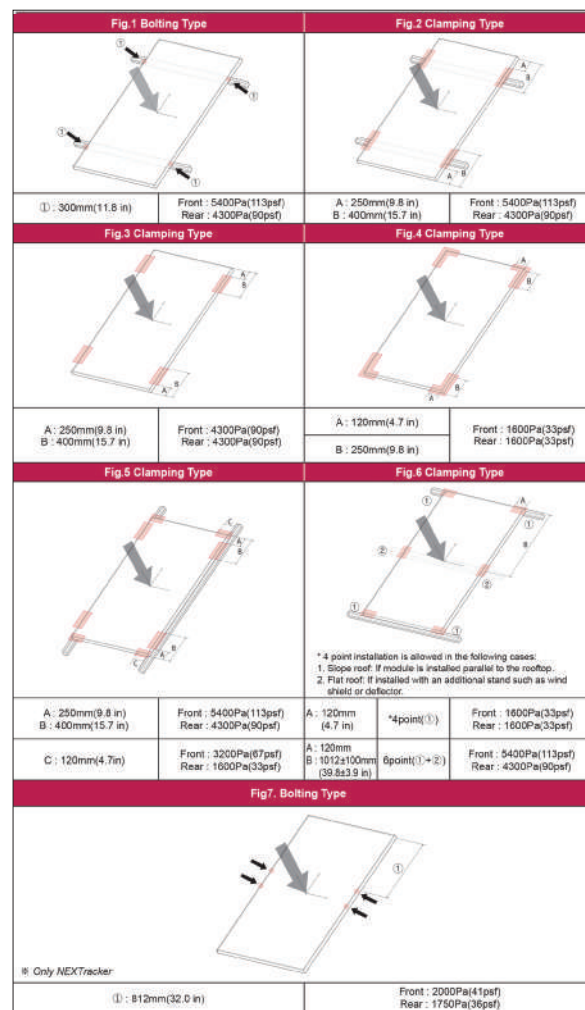 Fig.1 Bolting Type
Fig.2 Clamping Type
①
①
①
①
A
B
A
B
① : 300mm(11.8 in)
Front : 5400Pa(113psf)
Rear : 4300Pa(90psf)
A : 250mm(9.8 in)
B : 400mm(15.7 in)
Front : 5400Pa(113psf)
Rear : 4300Pa(90psf)
Fig.3 Clamping Type
Fig.4 Clamping Type
A
B
A
B
A
B
A
B
A : 250mm(9.8 in)
B : 400mm(15.7 in)
Front : 4300Pa(90psf)
Rear : 4300Pa(90psf)
A : 120mm(4.7 in)
B : 250mm(9.8 in)
Front : 1600Pa(33psf)
Rear : 1600Pa(33psf)
Fig.5 Clamping Type
Fig.6 Clamping Type
C
A
B
A
B
C
①
A
①
B
②
②
①
①
* 4 point installation is allowed in the following cases:
1. Slope roof: If module is installed parallel to the rooftop.
2. Flat roof: If installed with an additional stand such as wind
shield or deflector.
A : 250mm(9.8 in)
B : 400mm(15.7 in)
Front : 5400Pa(113psf)
Rear : 4300Pa(90psf)
A : 120mm
(4.7 in)
*4point(①)
Front : 1600Pa(33psf)
Rear : 1600Pa(33psf)
C : 120mm(4.7in)
Front : 3200Pa(67psf)
Rear : 1600Pa(33psf)
A : 120mm
B : 1012±100mm
(39.8±3.9 in)
6point(①+②)
Front : 5400Pa(113psf)
Rear : 4300Pa(90psf)
Fig7. Bolting Type
①
※ Only NEXTracker
① : 812mm(32.0 in)
Front : 2000Pa(41psf)
Rear : 1750Pa(36psf)